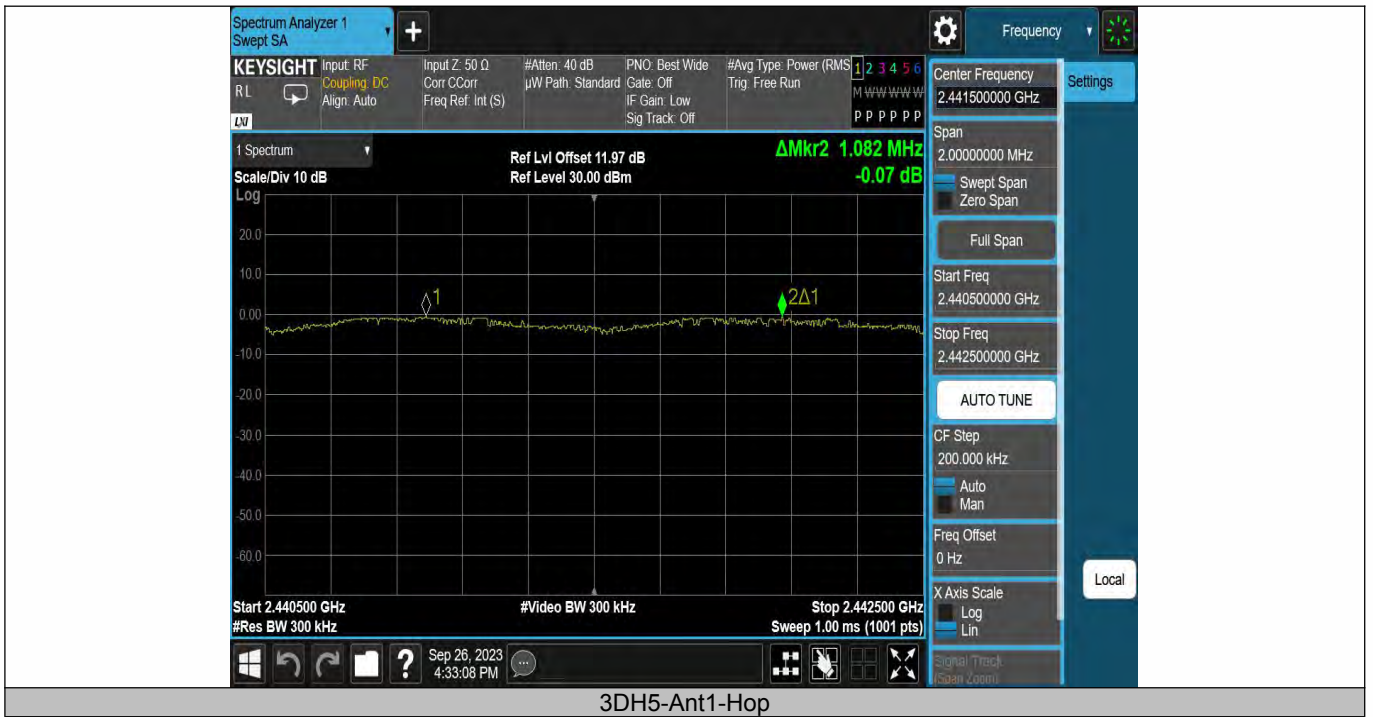 Spectrum Analyzer 1
Swept SA
+
Frequency
KEYSIGHT
RL
LXI
Input: RF
Coupling: DC
Align: Auto
Input Z: 50 Ω
Corr CCorr
Freq Ref: Int (S)
#Atten: 40 dB
µW Path: Standard
PNO: Best Wide
Gate: Off
IF Gain: Low
Sig Track: Off
#Avg Type: Power (RMS
Trig: Free Run
1 2 3 4 5 6
M W W W W W
P P P P P P
1 Spectrum
Scale/Div 10 dB
Ref Lvl Offset 11.97 dB
Ref Level 30.00 dBm
ΔMkr2 1.082 MHz
-0.07 dB
Log
20.0
10.0
0.00
-10.0
-20.0
-30.0
-40.0
-50.0
-60.0
1
2Δ1
Start 2.440500 GHz
#Res BW 300 kHz
#Video BW 300 kHz
Stop 2.442500 GHz
Sweep 1.00 ms (1001 pts)
Center Frequency
2.441500000 GHz
Settings
Span
2.00000000 MHz
Swept Span
Zero Span
Full Span
Start Freq
2.440500000 GHz
Stop Freq
2.442500000 GHz
AUTO TUNE
CF Step
200.000 kHz
Auto
Man
Freq Offset
0 Hz
X Axis Scale
Log
Lin
Signal Track
(Span Zoom)
Local
?
Sep 26, 2023
4:33:08 PM
3DH5-Ant1-Hop